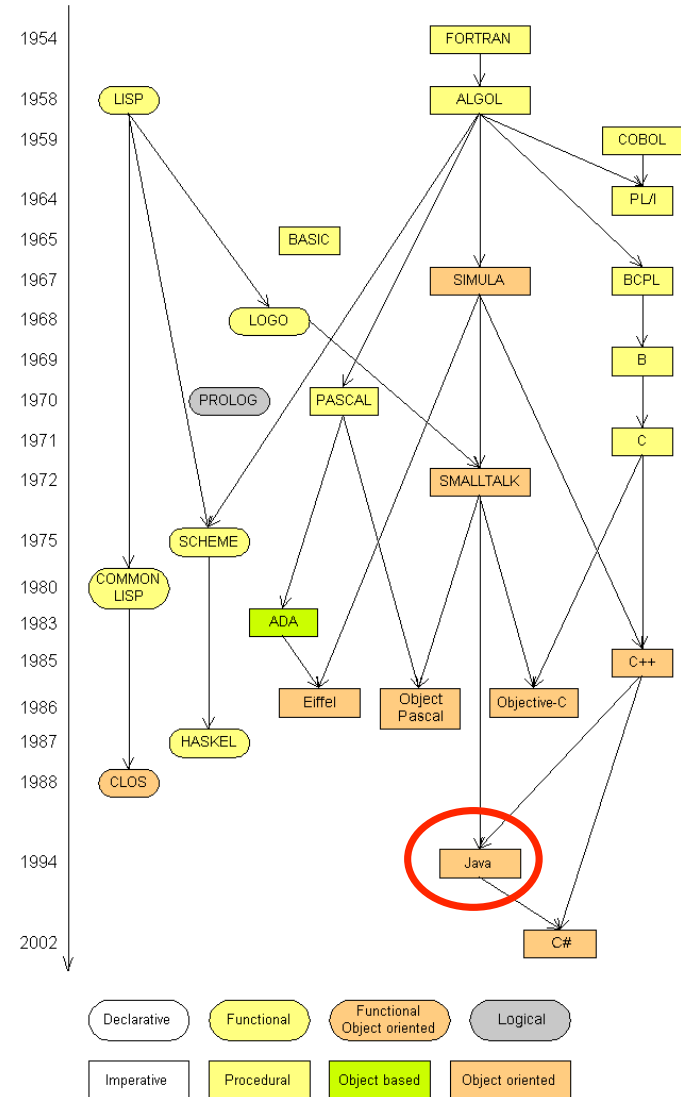 1954
FORTRAN
1958
LISP
ALGOL
1959
COBOL
1964
PL/I
1965
BASIC
1967
SIMULA
BCPL
1968
LOGO
1969
B
1970
PROLOG
PASCAL
1971
C
1972
SMALLTALK
1975
SCHEME
1980
COMMON
LISP
1983
ADA
1985
C++
1986
Eiffel
Object
Pascal
Objective-C
1987
HASKEL
1988
CLOS
1994
Java
2002
C#
Declarative
Functional
Functional
Object oriented
Logical
Imperative
Procedural
Object based
Object oriented